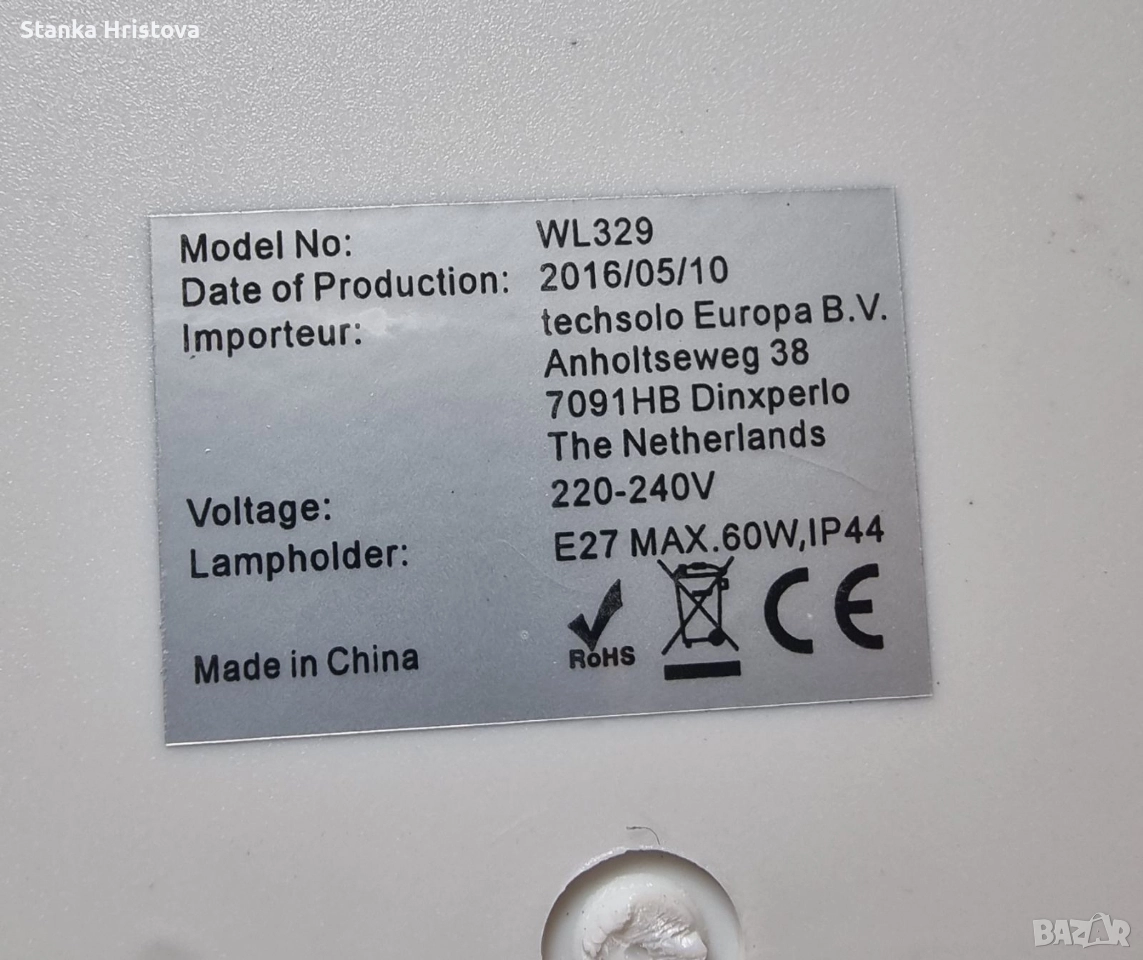 Stanka Hristova
Model No: WL329
Date of Production: 2016/05/10
Importeur: techsolo Europa B.V.
Anholtseweg 38
7091HB Dinxperlo
The Netherlands
Voltage: 220-240V
Lampholder: E27 MAX.60W,IP44
Made in China
RoHS
CE
BAZAR